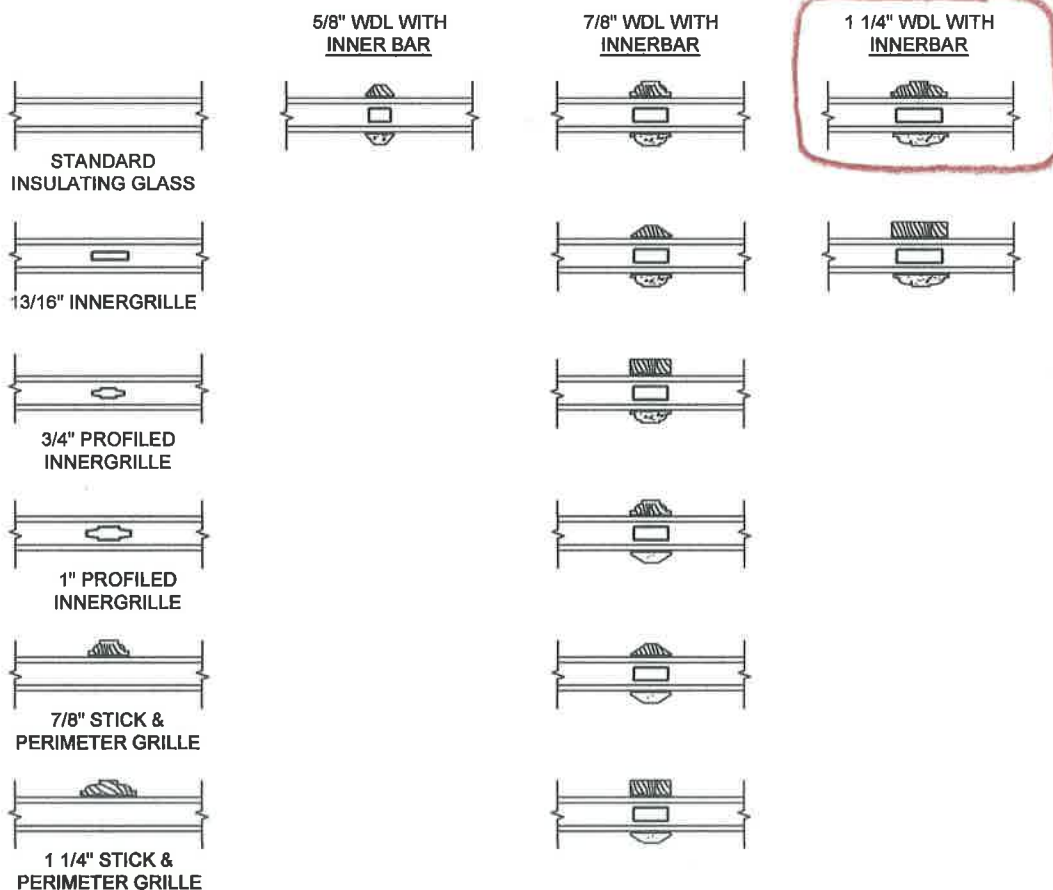 5/8" WDL WITH
INNER BAR
7/8" WDL WITH
INNERBAR
1 1/4" WDL WITH
INNERBAR
STANDARD
INSULATING GLASS
13/16" INNERGRILLE
3/4" PROFILED
INNERGRILLE
1" PROFILED
INNERGRILLE
7/8" STICK &
PERIMETER GRILLE
1 1/4" STICK &
PERIMETER GRILLE